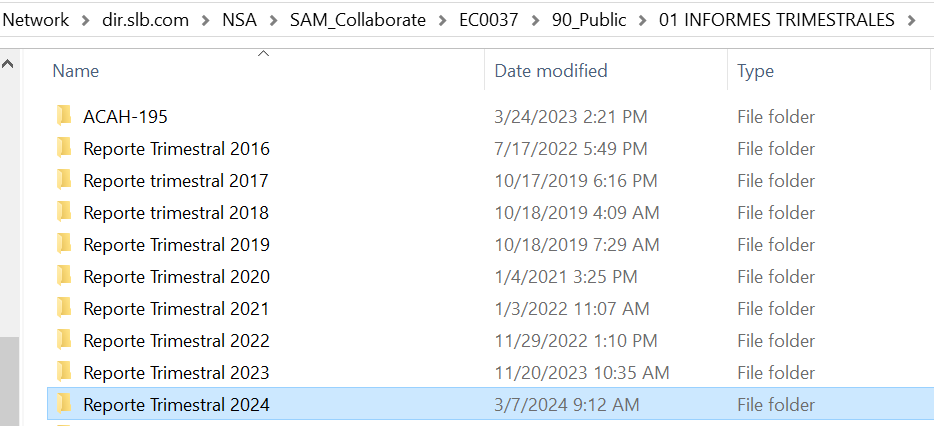 Network > dir.slb.com > NSA > SAM_Collaborate > EC0037 > 90_Public > 01 INFORMES TRIMESTRALES >
Name Date modified Type
ACAH-195 3/24/2023 2:21 PM File folder
Reporte Trimestral 2016 7/17/2022 5:49 PM File folder
Reporte trimestral 2017 10/17/2019 6:16 PM File folder
Reporte trimestral 2018 10/18/2019 4:09 AM File folder
Reporte Trimestral 2019 10/18/2019 7:29 AM File folder
Reporte Trimestral 2020 1/4/2021 3:25 PM File folder
Reporte Trimestral 2021 1/3/2022 11:07 AM File folder
Reporte Trimestral 2022 11/29/2022 1:10 PM File folder
Reporte Trimestral 2023 11/20/2023 10:35 AM File folder
Reporte Trimestral 2024 3/7/2024 9:12 AM File folder